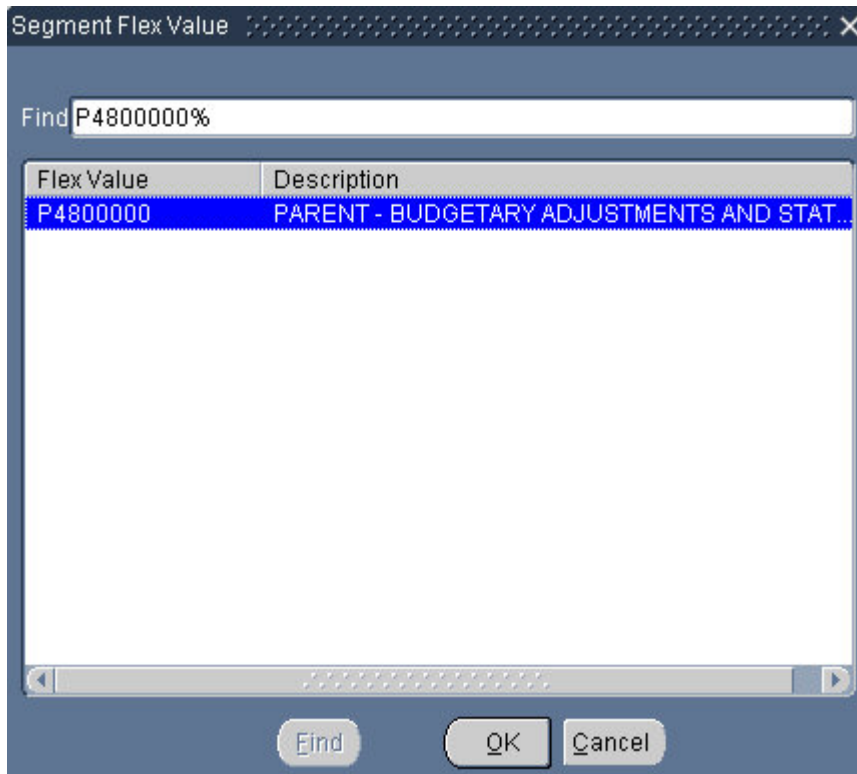 Segment Flex Value
Find P4800000%
Flex Value Description
P4800000 PARENT - BUDGETARY ADJUSTMENTS AND STAT...
Find OK Cancel